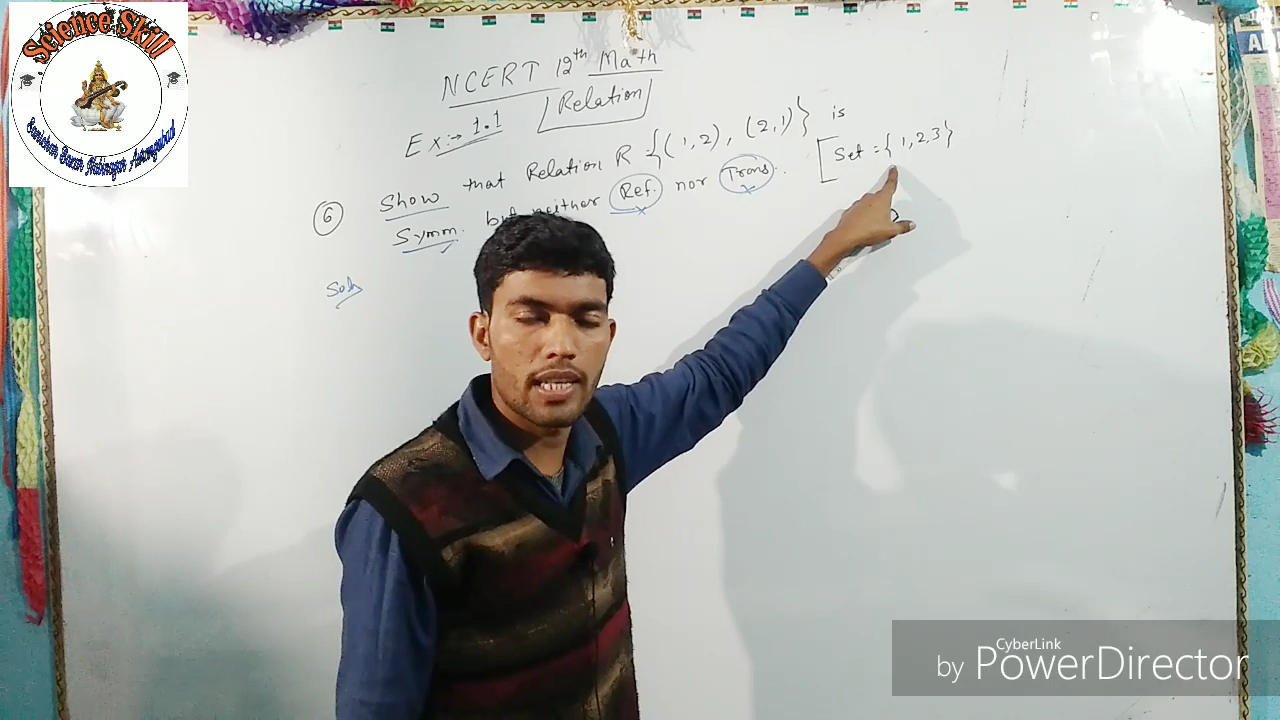 Science Skill
NCERT 12th Math
Ex:→ 1.1 Relation
6 Show that Relation R = {(1,2), (2,1)} is
Symm. but neither Ref. nor Trans. [Set = {1,2,3}
Soln
CyberLink
by PowerDirector